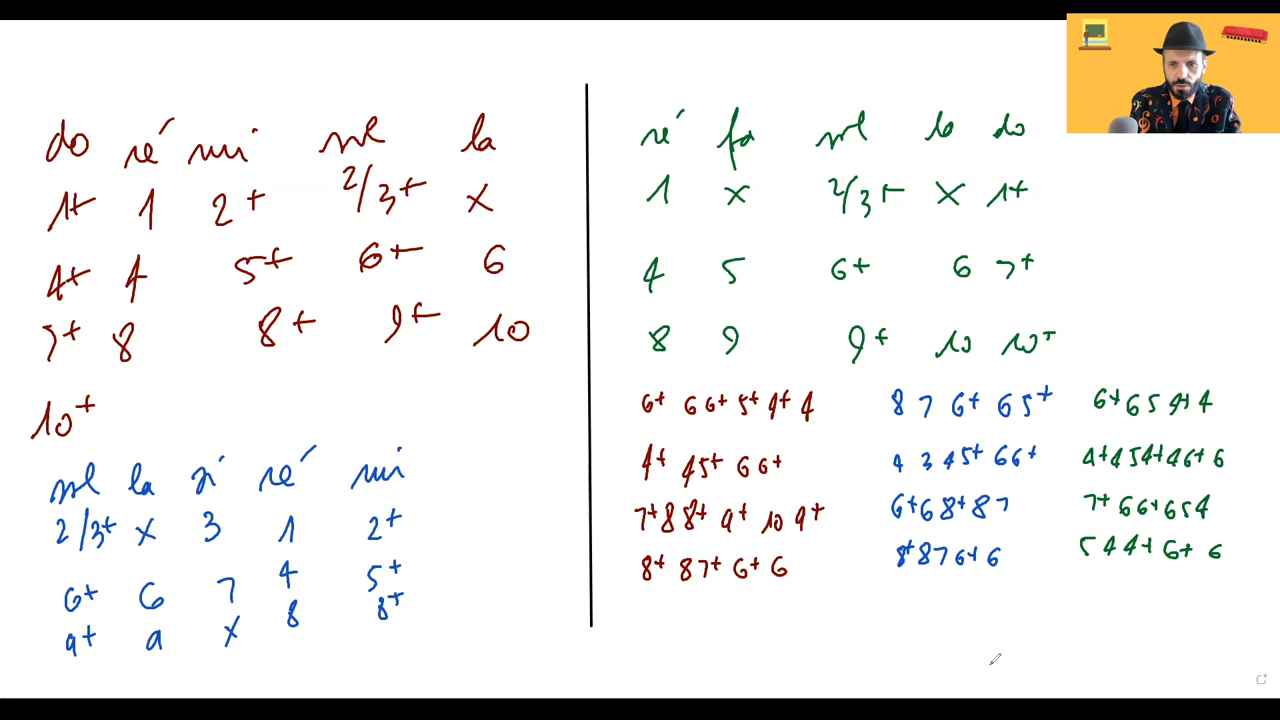 do ré mi sol la
1+ 1 2+ 2/3+ x
4+ 4 5+ 6+ 6
7+ 8 8+ 9+ 10
10+
sol la si ré mi
2/3+ x 3 1 2+
6+ 6 7 4 5+
9+ a x 8 8+
ré fa sol la do
1 x 2/3+ x 1+
4 5 6+ 6 7+
8 9 9+ 10 10+
6+ 6 6+ 5+ 4+ 4
4+ 4 5+ 6 6+
7+ 8 8+ 9+ 10 9+
8+ 8 7+ 6+ 6
8 7 6+ 6 5+
4 3 4 5+ 6 6+
6+ 6 8+ 8 7
8+ 8 7 6+ 6
6+ 6 5 4+ 4
4+ 4 5 4+ 4 6+ 6
7+ 6 6+ 6 5 4
5 4 4+ 6+ 6